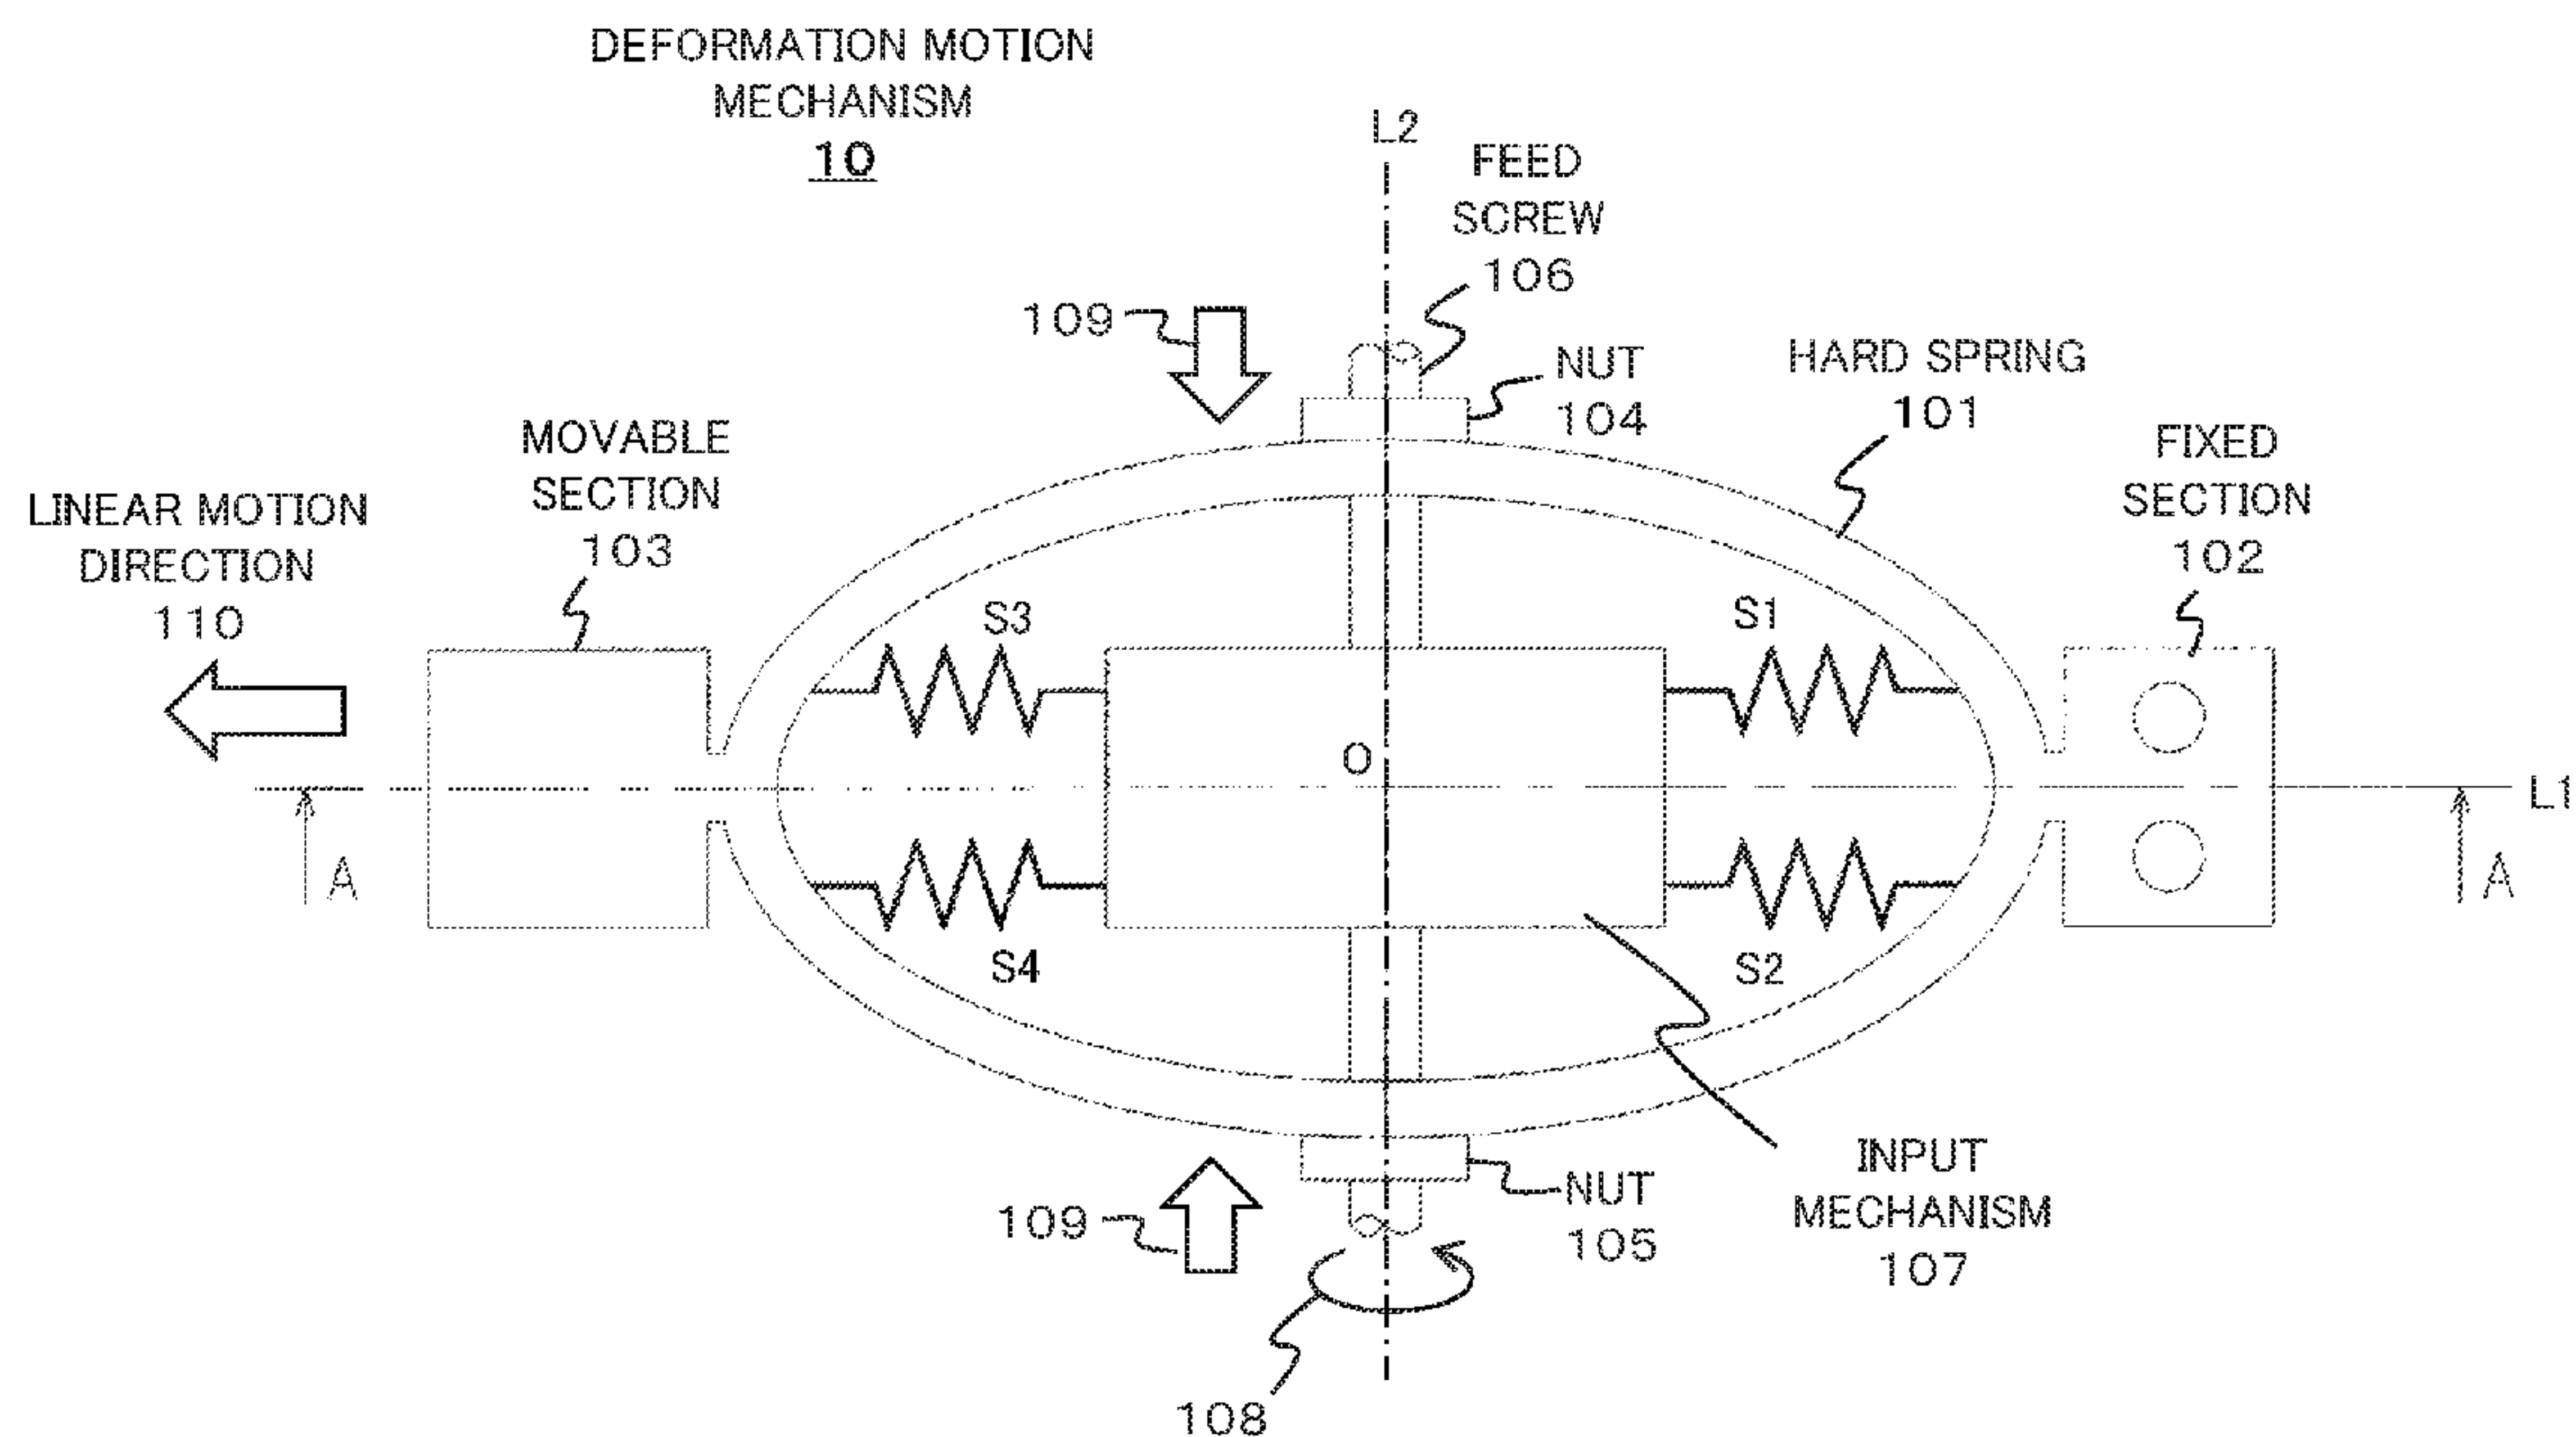 DEFORMATION MOTION
MECHANISM
10
L2
FEED
SCREW
106
109
NUT
104
HARD SPRING
101
MOVABLE
SECTION
103
FIXED
SECTION
102
LINEAR MOTION
DIRECTION
110
S3
S1
O
L1
A
A
S4
S2
INPUT
MECHANISM
107
NUT
105
109
108